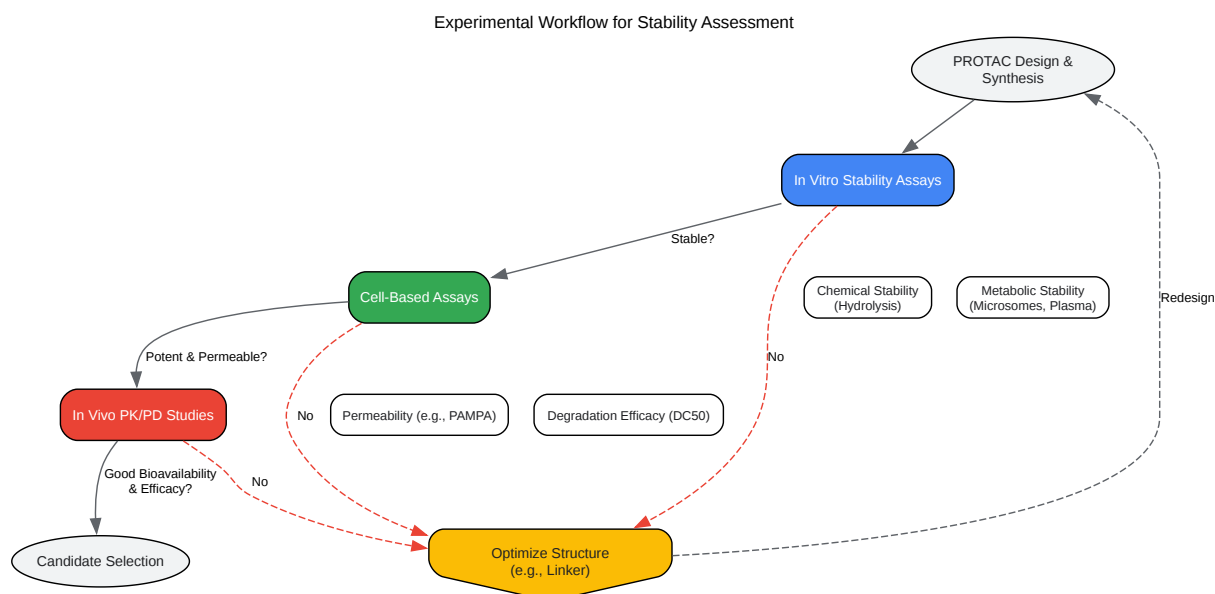 Experimental Workflow for Stability Assessment
PROTAC Design &
Synthesis
In Vitro Stability Assays
Stable?
Cell-Based Assays
Chemical Stability
(Hydrolysis)
Metabolic Stability
(Microsomes, Plasma)
Redesign
Potent & Permeable?
No
In Vivo PK/PD Studies
No
Permeability (e.g., PAMPA)
Degradation Efficacy (DC50)
Good Bioavailability
& Efficacy?
No
Candidate Selection
Optimize Structure
(e.g., Linker)